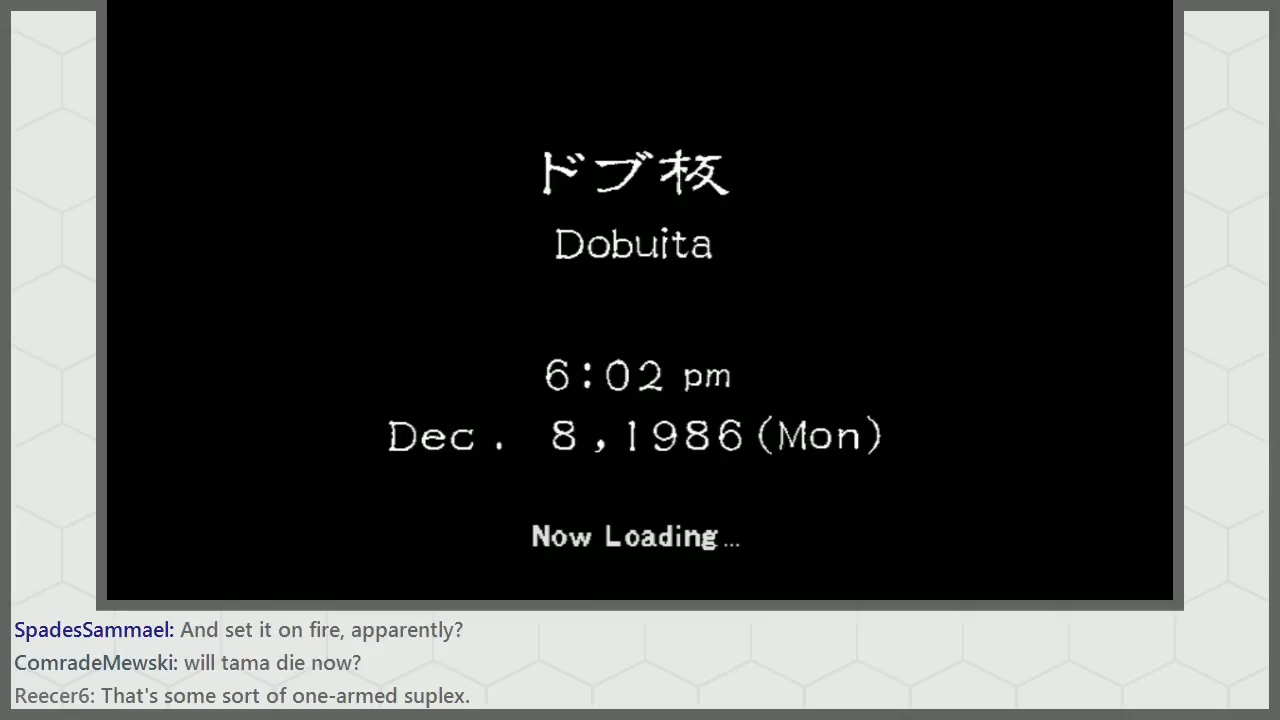 ドブ板
Dobuita
6:02 pm
Dec. 8,1986(Mon)
Now Loading...
SpadesSammael: And set it on fire, apparently?
ComradeMewski: will tama die now?
Reecer6: That's some sort of one-armed suplex.